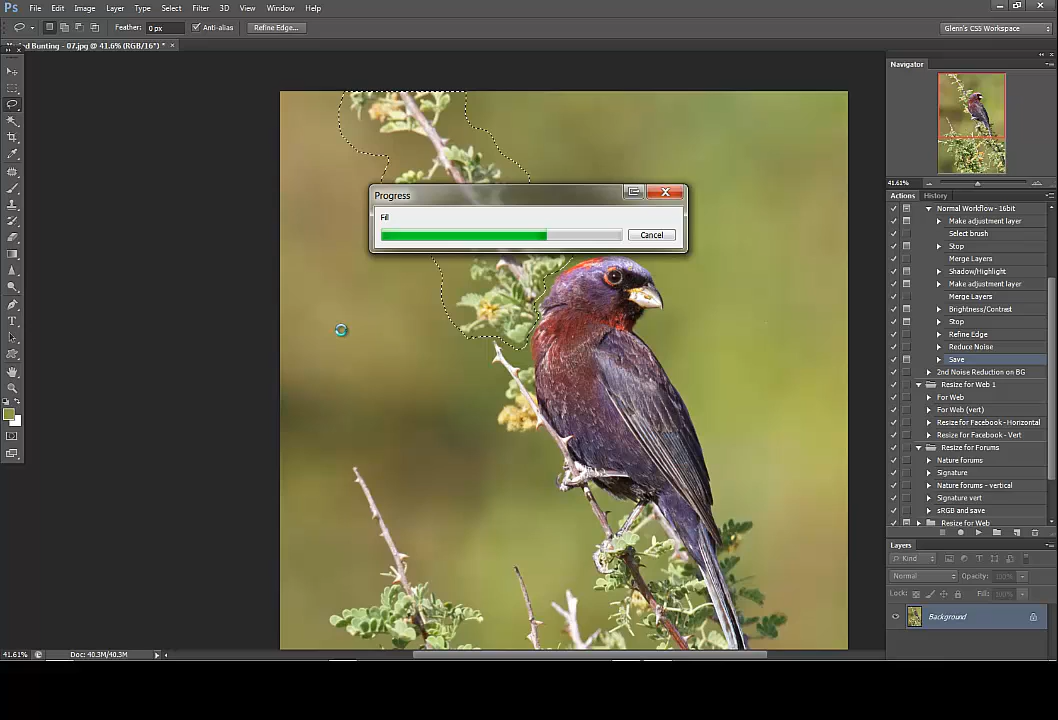 Ps File Edit Image Layer Type Select Filter 3D View Window Help
Feather: 0 px Anti-alias Refine Edge... Glenn's CS5 Workspace
Bunting - 07.jpg @ 41.6% (RGB/16*) * ×
Navigator
41.61%
Actions History
Normal Workflow - 16bit
Make adjustment layer
Select brush
Stop
Merge Layers
Shadow/Highlight
Make adjustment layer
Merge Layers
Brightness/Contrast
Stop
Refine Edge
Reduce Noise
Save
2nd Noise Reduction on BG
Resize for Web 1
For Web
For Web (vert)
Resize for Facebook - Horizontal
Resize for Facebook - Vert
Resize for Forums
Nature forums
Signature
Nature forums - vertical
Signature vert
sRGB and save
Resize for Web
Progress
Fill
Cancel
Layers
Kind
Normal Opacity: 100%
Lock: Fill: 100%
Background
41.61% Doc: 40.3M/40.3M